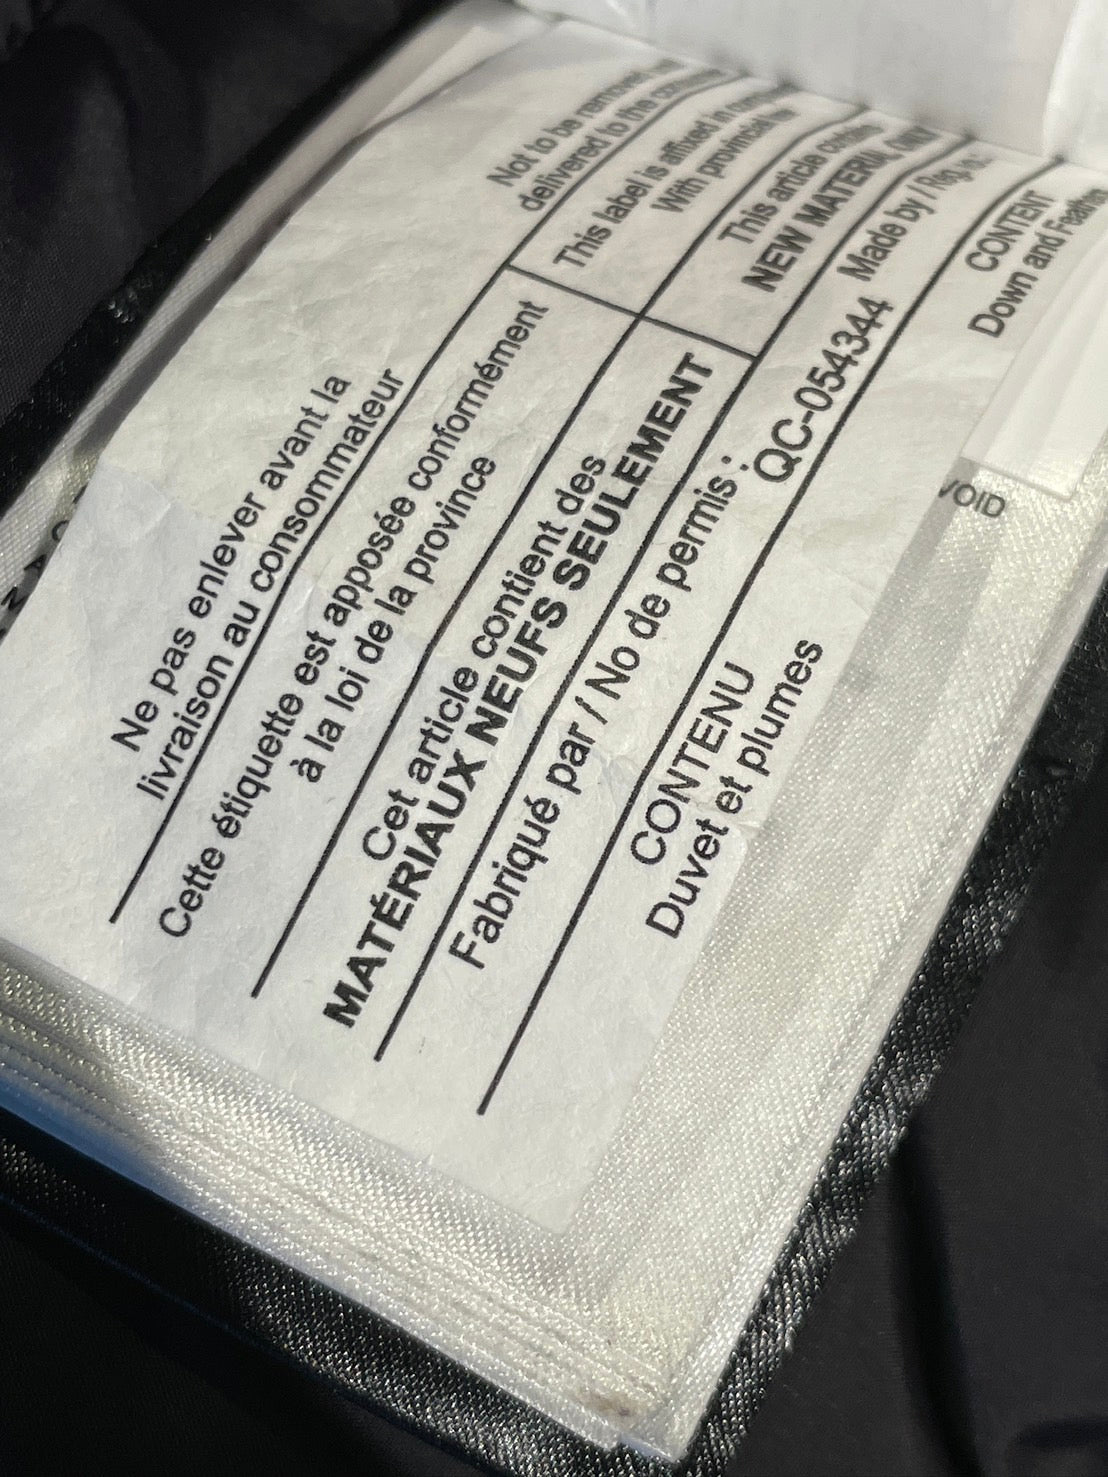 Not to be removed
delivered to the
This label is affixed in
With provincial
This article
NEW MATERIAL ONLY
Made by /
CONTENT
Down and
Ne pas enlever avant la
livraison au consommateur
Cette étiquette est apposée conformément
à la loi de la province
Cet article contient des
MATÉRIAUX NEUFS SEULEMENT
Fabriqué par / No de permis :
QC-054344
CONTENU
Duvet et plumes
VOID